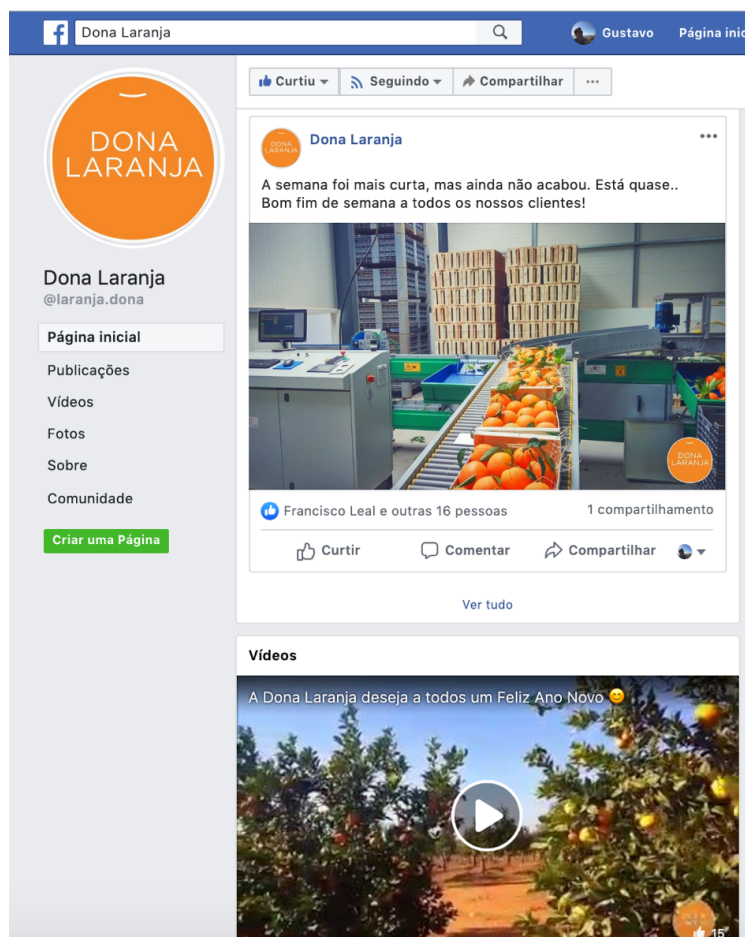 Dona Laranja
Gustavo
Página
DONA
LARANJA
Dona Laranja
@laranja.dona
Página inicial
Publicações
Vídeos
Fotos
Sobre
Comunidade
Criar uma Página
Curtiu
Seguindo
Compartilhar
DONA
LARANJA
Dona Laranja
A semana foi mais curta, mas ainda não acabou. Está quase..
Bom fim de semana a todos os nossos clientes!
DONA
LARANJA
Francisco Leal e outras 16 pessoas
1 compartilhamento
Curtir
Comentar
Compartilhar
Ver tudo
Vídeos
A Dona Laranja deseja a todos um Feliz Ano Novo 😊
15